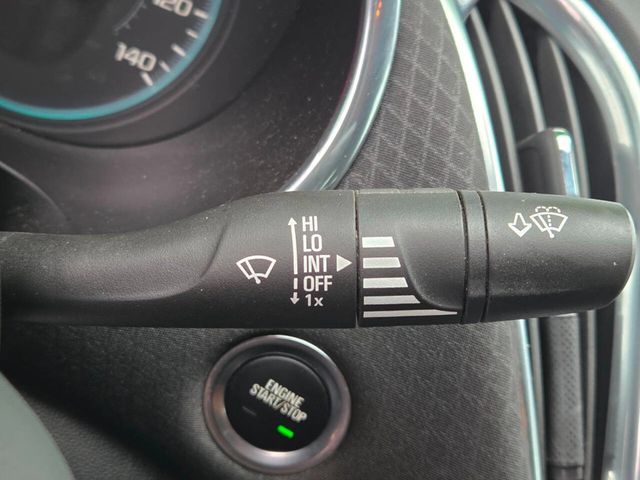 120
140
HI
LO
INT
OFF
1x
ENGINE
START/STOP